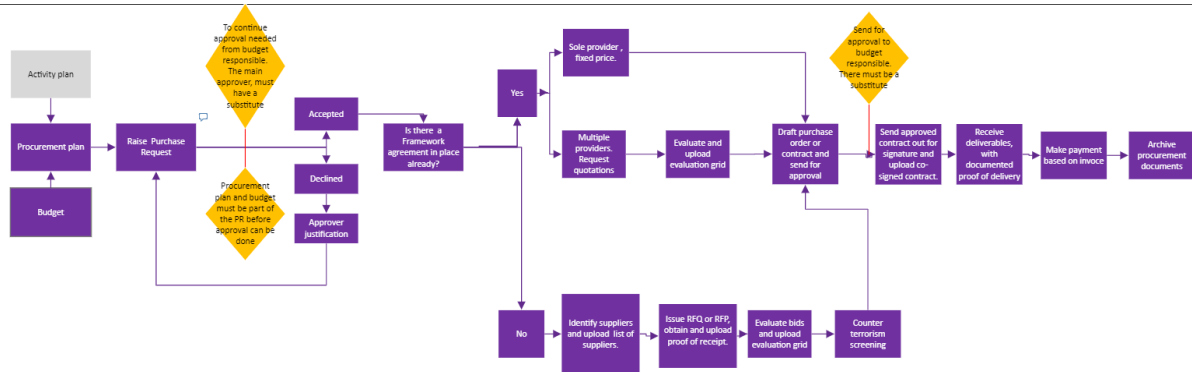 Activity plan
Procurement plan
Budget
Raise Purchase
Request
To continue
approval needed
from budget
responsible.
The main
approver, must
have a
substitute
Procurement
plan and budget
must be part of
the PR before
approval can be
done
Accepted
Declined
Approver
justification
Is there a
Framework
agreement in place
already?
Yes
Sole provider ,
fixed price.
Multiple
providers.
Request
quotations
Evaluate and
upload
evaluation grid
Draft purchase
order or
contract and
send for
approval
Send for
approval to
budget
responsible.
There must be a
substitute
Send approved
contract out for
signature and
upload co-
signed contract.
Receive
deliverables,
with
documented
proof of delivery
Make payment
based on invoce
Archive
procurement
documents
No
Identify suppliers
and upload list of
suppliers.
Issue RFQ or RFP,
obtain and upload
proof of receipt.
Evaluate bids
and upload
evaluation grid
Counter
terrorism
screening